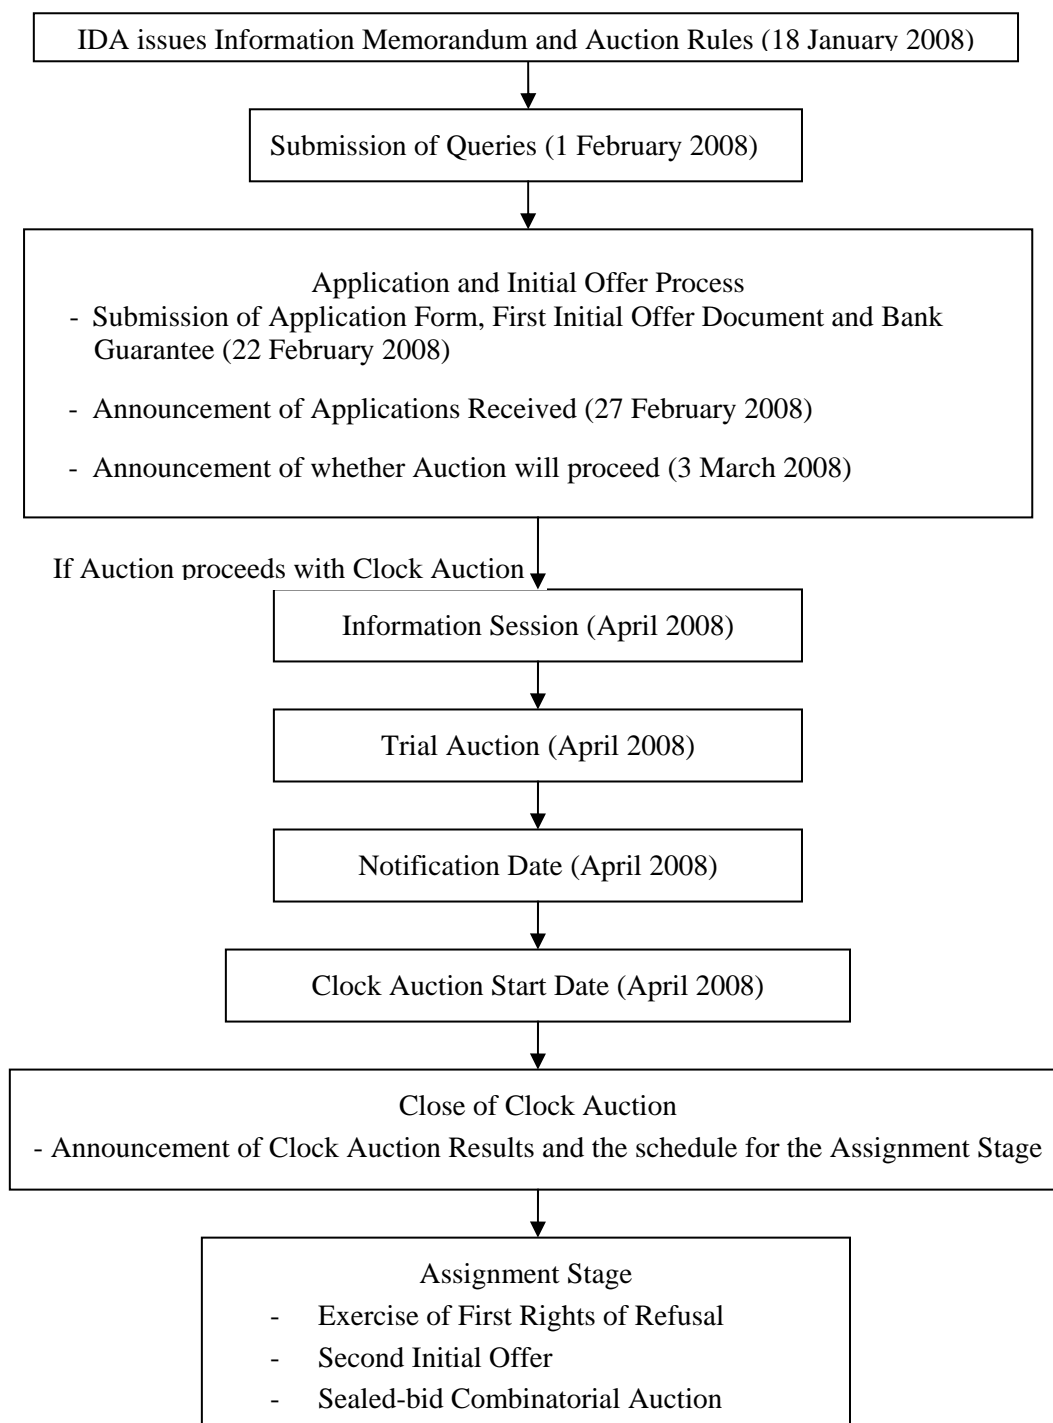 IDA issues Information Memorandum and Auction Rules (18 January 2008)
Submission of Queries (1 February 2008)
Application and Initial Offer Process
- Submission of Application Form, First Initial Offer Document and Bank
Guarantee (22 February 2008)
- Announcement of Applications Received (27 February 2008)
- Announcement of whether Auction will proceed (3 March 2008)
If Auction proceeds with Clock Auction
Information Session (April 2008)
Trial Auction (April 2008)
Notification Date (April 2008)
Clock Auction Start Date (April 2008)
Close of Clock Auction
- Announcement of Clock Auction Results and the schedule for the Assignment Stage
Assignment Stage
- Exercise of First Rights of Refusal
- Second Initial Offer
- Sealed-bid Combinatorial Auction